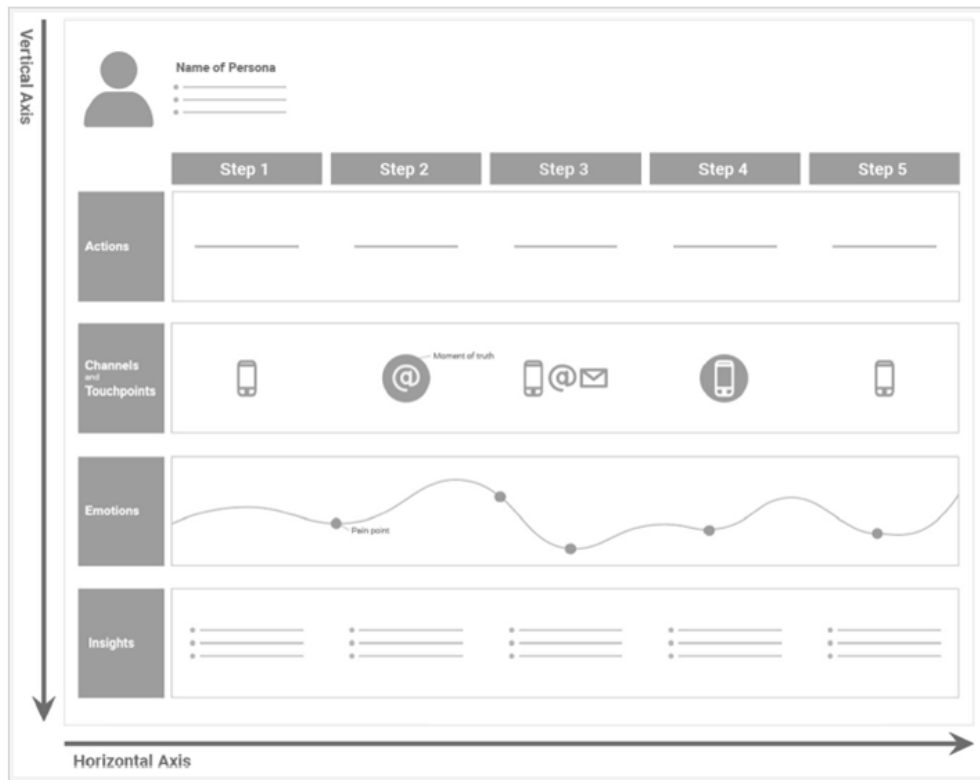 Vertical Axis
Name of Persona
Step 1
Step 2
Step 3
Step 4
Step 5
Actions
Channels
and
Touchpoints
Moment of truth
@
@
Emotions
Pain point
Insights
Horizontal Axis